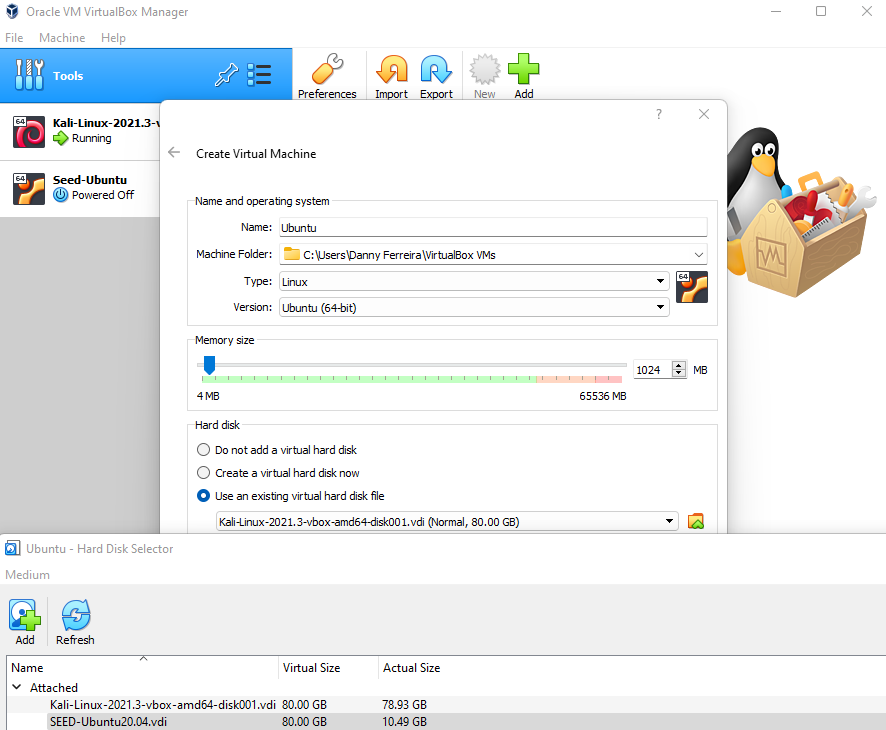 Oracle VM VirtualBox Manager
File Machine Help
Tools
Preferences Import Export New Add
64 Kali-Linux-2021.3-v
Running
64 Seed-Ubuntu
Powered Off
?
Create Virtual Machine
Name and operating system
Name: Ubuntu
Machine Folder: C:\Users\Danny Ferreira\VirtualBox VMs
Type: Linux
64
Version: Ubuntu (64-bit)
Memory size
1024 MB
4 MB 65536 MB
Hard disk
Do not add a virtual hard disk
Create a virtual hard disk now
Use an existing virtual hard disk file
Kali-Linux-2021.3-vbox-amd64-disk001.vdi (Normal, 80.00 GB)
Ubuntu - Hard Disk Selector
Medium
Add Refresh
Name Virtual Size Actual Size
Attached
Kali-Linux-2021.3-vbox-amd64-disk001.vdi 80.00 GB 78.93 GB
SEED-Ubuntu20.04.vdi 80.00 GB 10.49 GB